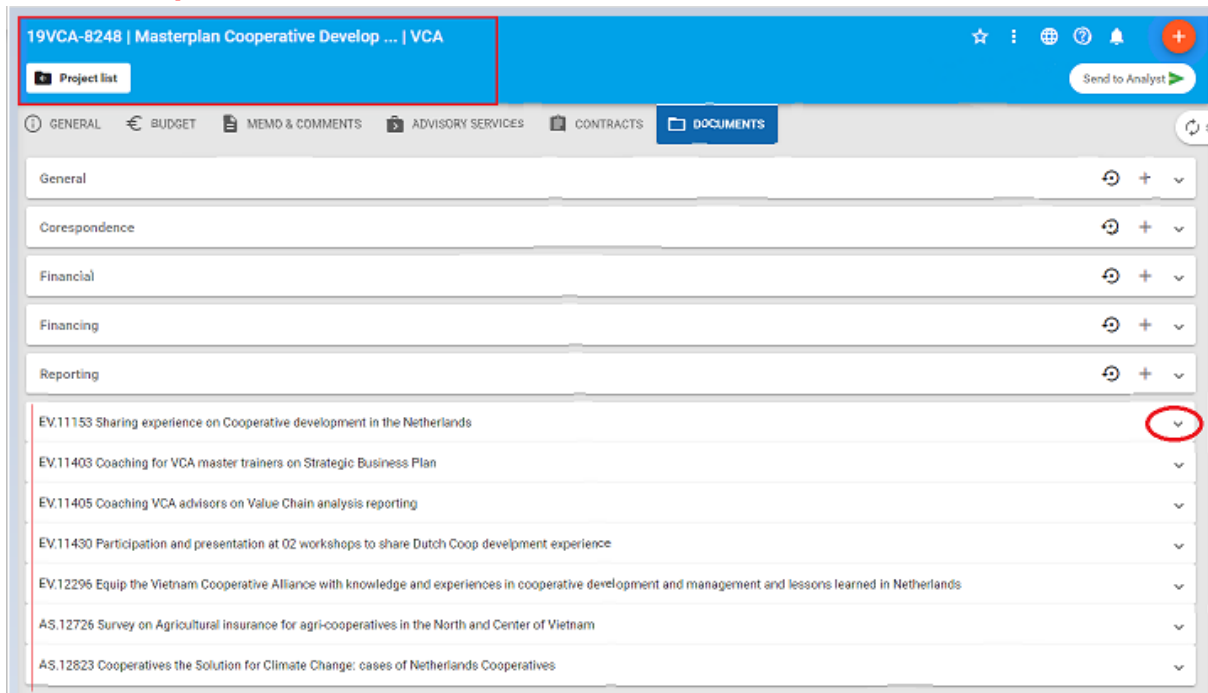 19VCA-8248 | Masterplan Cooperative Develop ... | VCA
Project list
Send to Analyst
GENERAL
BUDGET
MEMO & COMMENTS
ADVISORY SERVICES
CONTRACTS
DOCUMENTS
General
Corespondence
Financial
Financing
Reporting
EV.11153 Sharing experience on Cooperative development in the Netherlands
EV.11403 Coaching for VCA master trainers on Strategic Business Plan
EV.11405 Coaching VCA advisors on Value Chain analysis reporting
EV.11430 Participation and presentation at 02 workshops to share Dutch Coop develpment experience
EV.12296 Equip the Vietnam Cooperative Alliance with knowledge and experiences in cooperative development and management and lessons learned in Netherlands
AS.12726 Survey on Agricultural insurance for agri-cooperatives in the North and Center of Vietnam
AS.12823 Cooperatives the Solution for Climate Change: cases of Netherlands Cooperatives